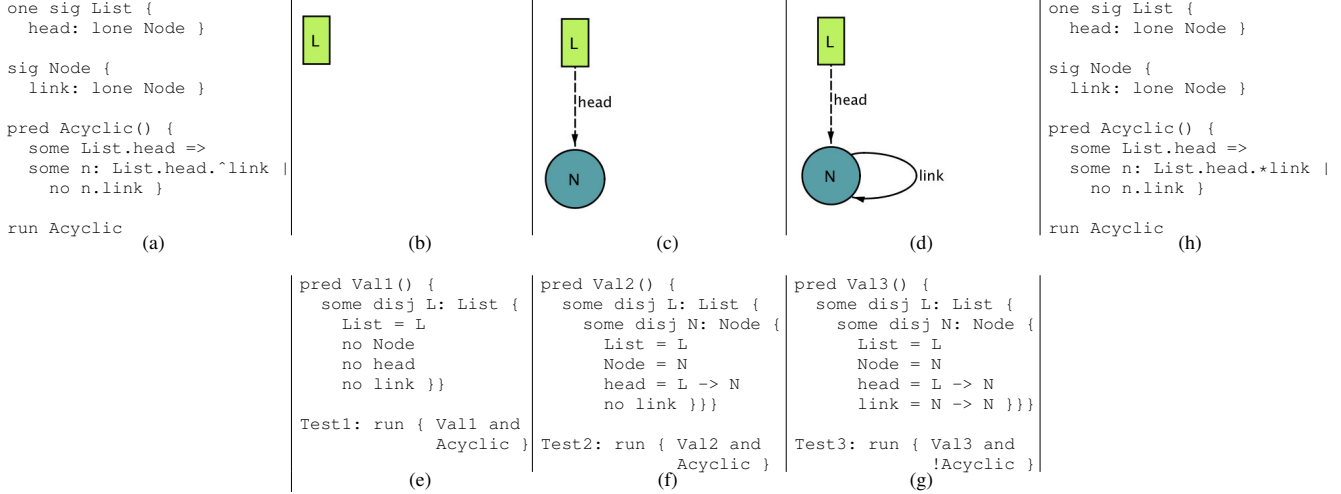 one sig List {
head: lone Node }
sig Node {
link: lone Node }
pred Acyclic() {
some List.head =>
some n: List.head.^link |
no n.link }
run Acyclic
(a)
L
(b)
L
head
N
(c)
L
head
N
link
(d)
one sig List {
head: lone Node }
sig Node {
link: lone Node }
pred Acyclic() {
some List.head =>
some n: List.head.*link |
no n.link }
run Acyclic
(h)
pred Val1() {
some disj L: List {
List = L
no Node
no head
no link }}
Test1: run { Val1 and
Acyclic }
(e)
pred Val2() {
some disj L: List {
some disj N: Node {
List = L
Node = N
head = L -> N
no link }}}
Test2: run { Val2 and
Acyclic }
(f)
pred Val3() {
some disj L: List {
some disj N: Node {
List = L
Node = N
head = L -> N
link = N -> N }}}
Test3: run { Val3 and
!Acyclic }
(g)